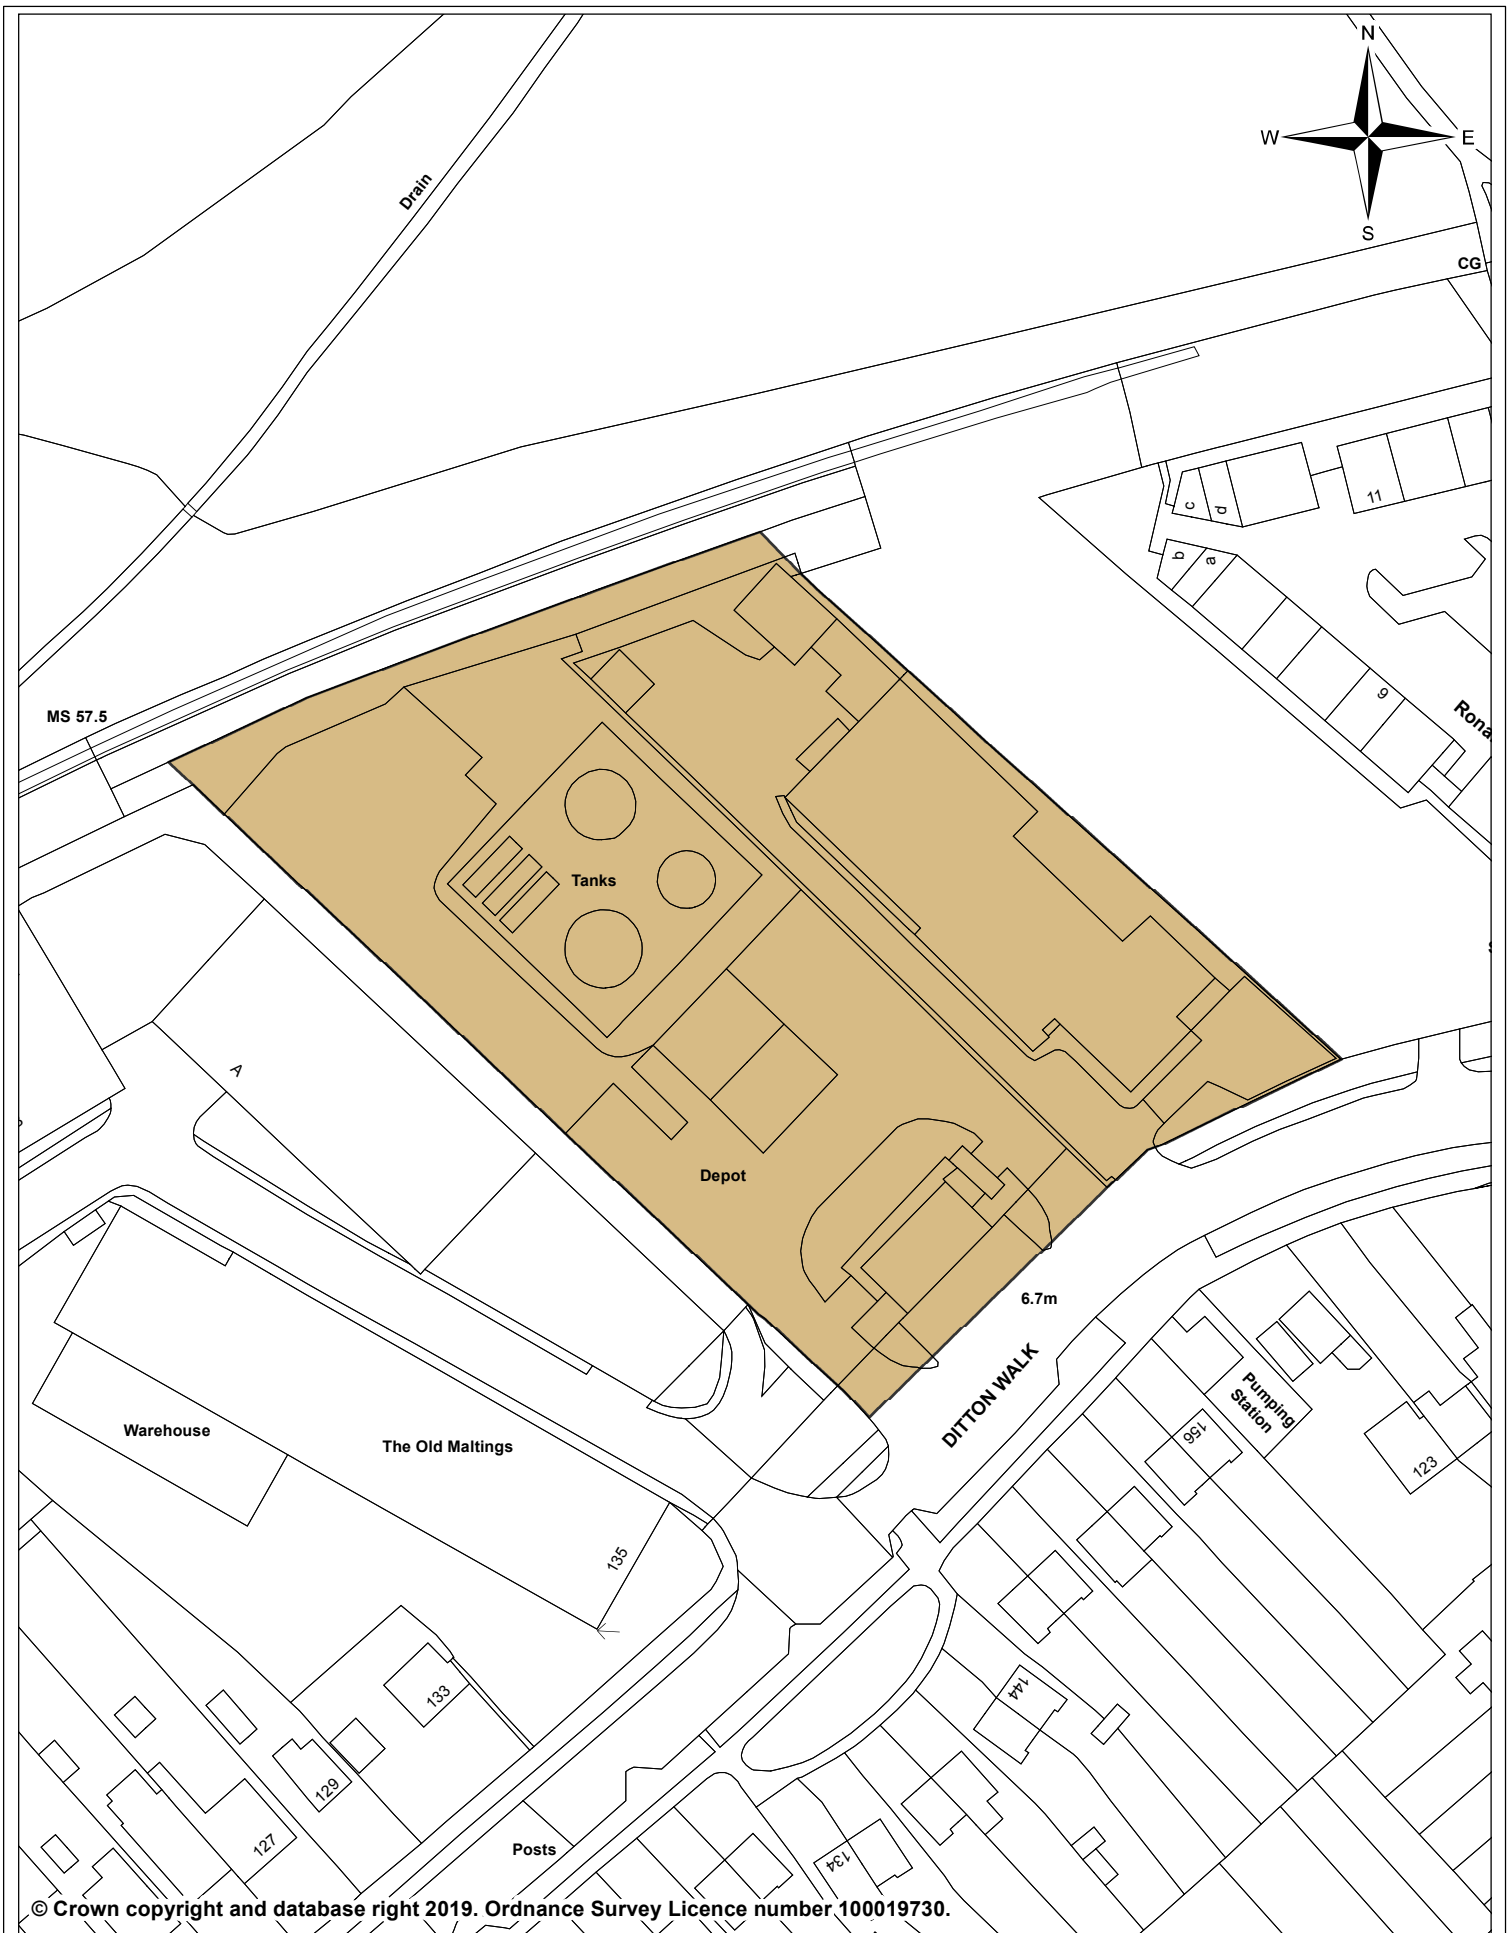 N
W
E
S
Drain
CG
c
d
11
b
a
9
MS 57.5
Tanks
A
Depot
6.7m
DITTON WALK
Pumping
Station
156
123
Warehouse
The Old Maltings
135
144
133
129
127
134
Posts
© Crown copyright and database right 2019. Ordnance Survey Licence number 100019730.